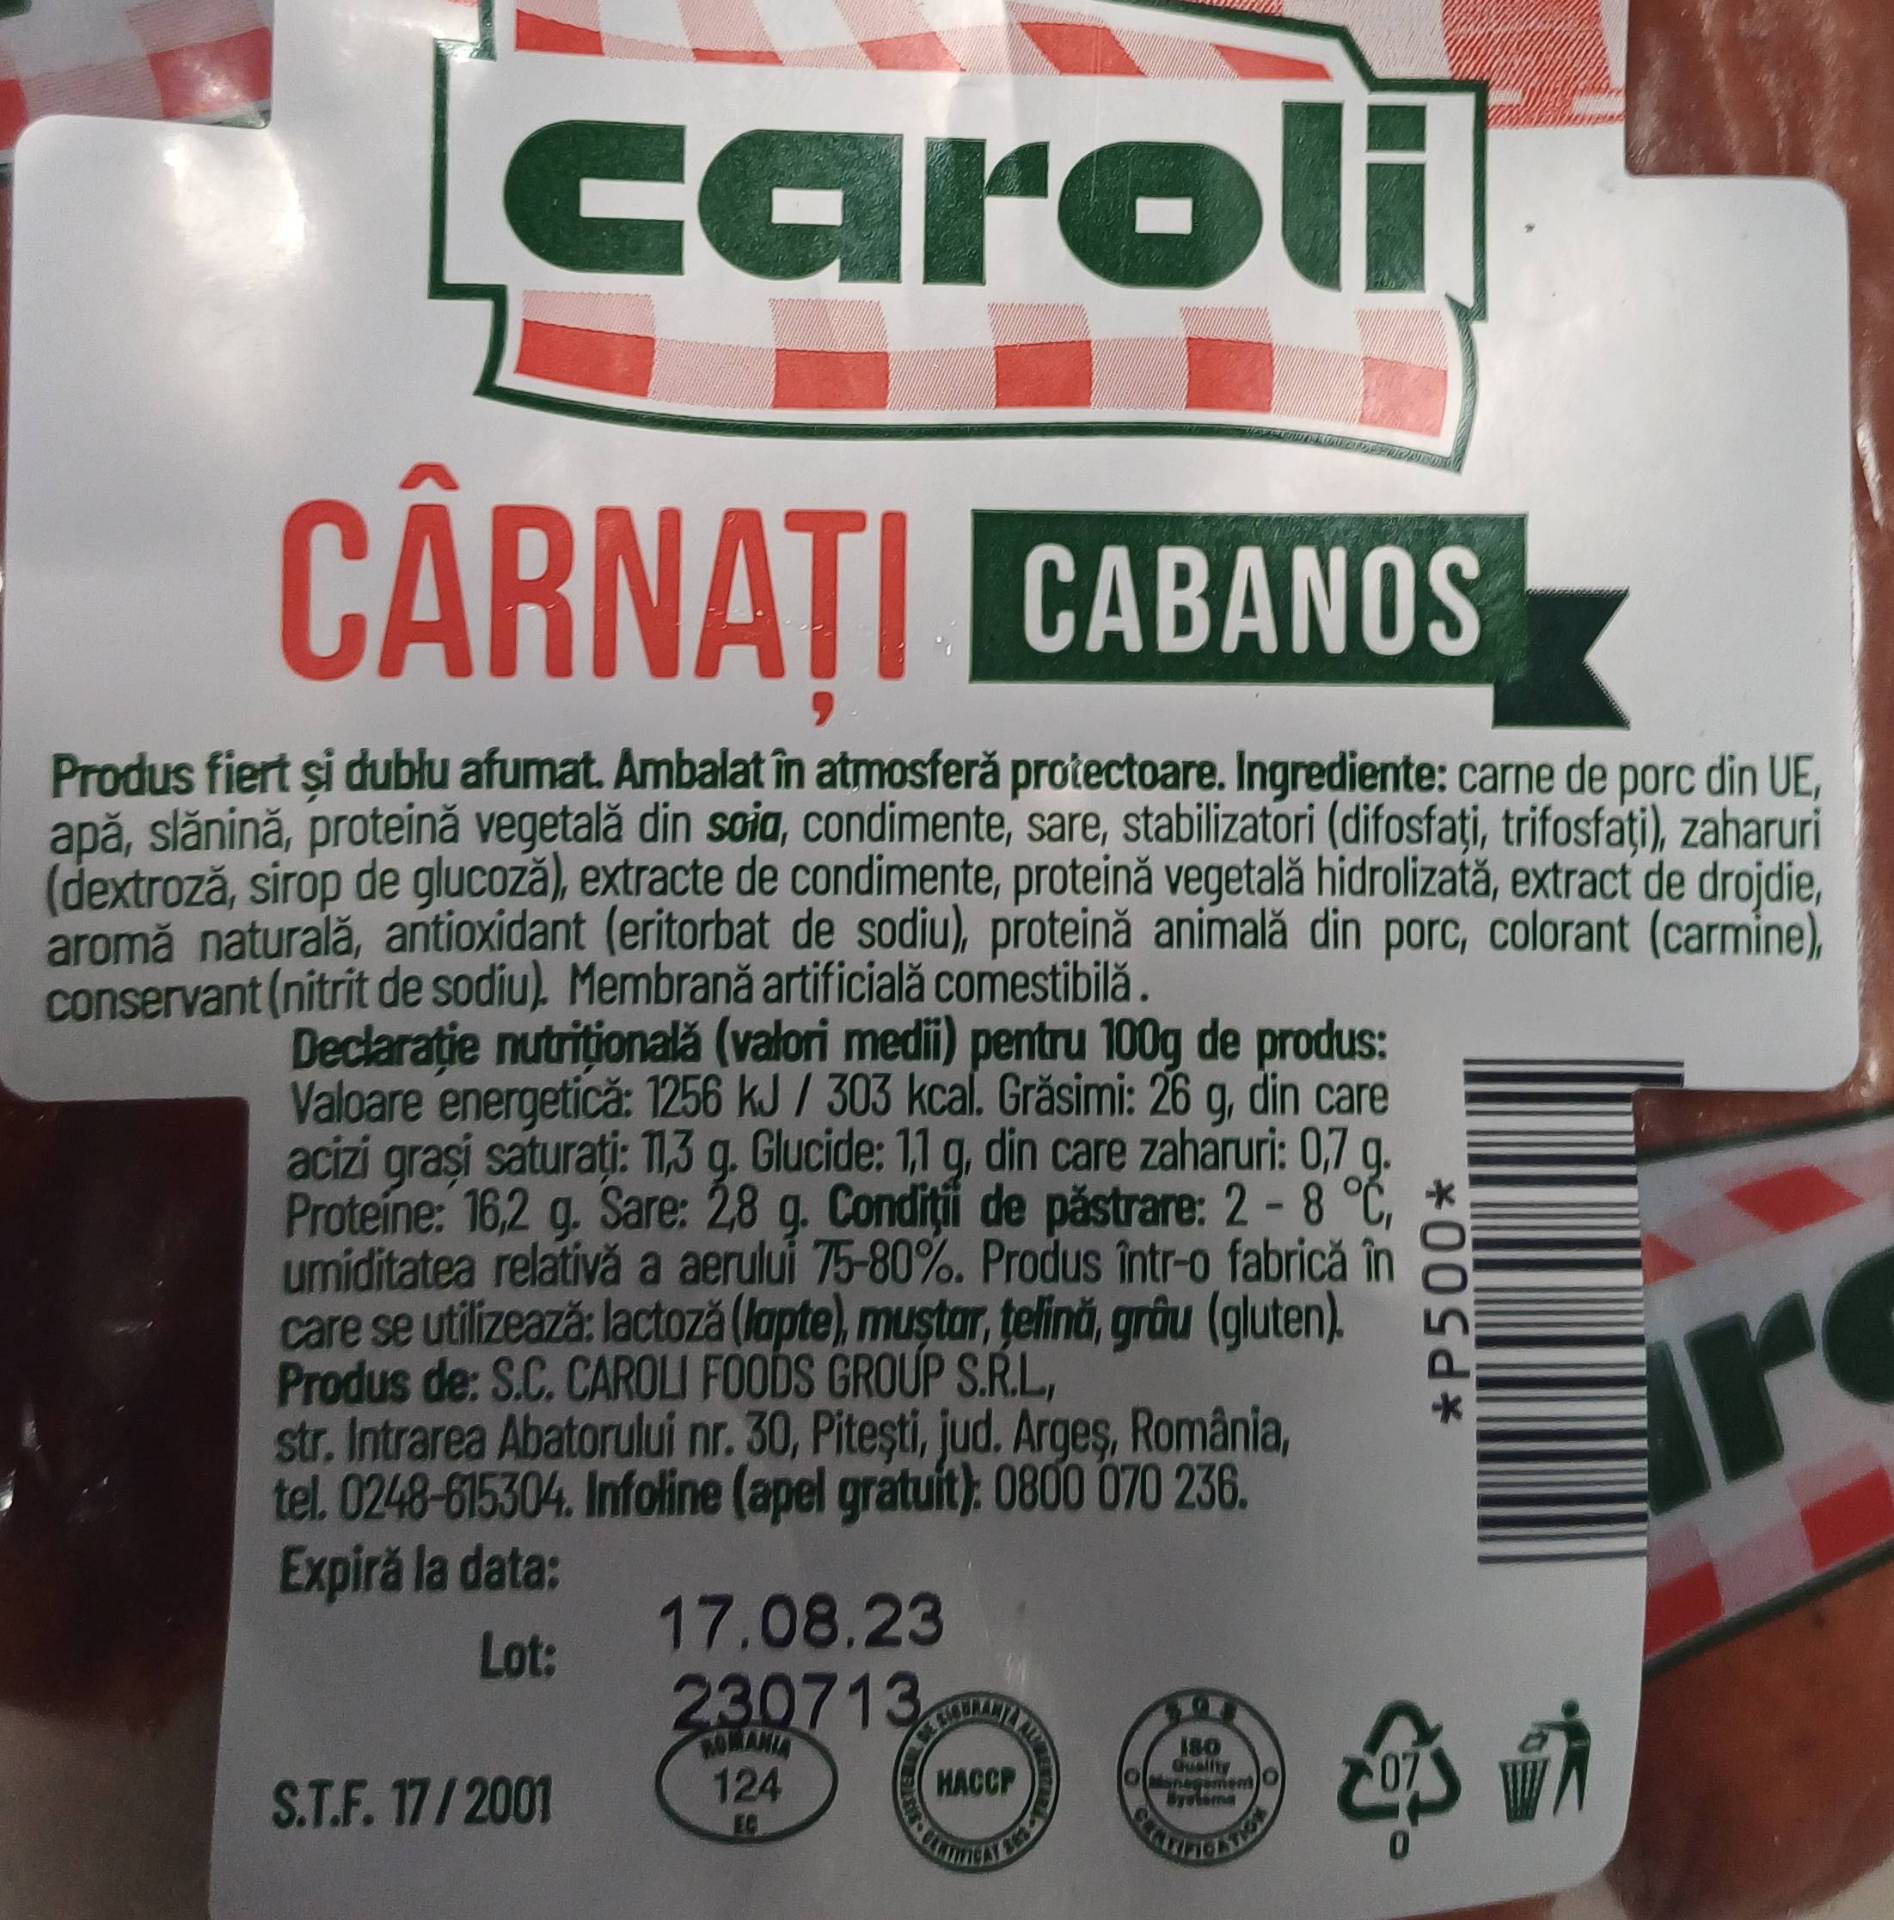 caroli
CÂRNAȚI CABANOS
Produs fiert și dublu afumat. Ambalat în atmosferă protectoare. Ingrediente: carne de porc din UE,
apă, slănină, proteină vegetală din soia, condimente, sare, stabilizatori (difosfați, trifosfați), zaharuri
(dextroză, sirop de glucoză), extracte de condimente, proteină vegetală hidrolizată, extract de drojdie,
aromă naturală, antioxidant (eritorbat de sodiu), proteină animală din porc, colorant (carmine),
conservant (nitrit de sodiu). Membrană artificială comestibilă.
Declarație nutrițională (valori medii) pentru 100g de produs:
Valoare energetică: 1256 kJ / 303 kcal. Grăsimi: 26 g, din care
acizi grași saturați: 11,3 g. Glucide: 1,1 g, din care zaharuri: 0,7 g.
Proteine: 16,2 g. Sare: 2,8 g. Condiții de păstrare: 2 - 8 °C,
umiditatea relativă a aerului 75-80%. Produs într-o fabrică în
care se utilizează: lactoză (lapte), muștar, țelină, grâu (gluten).
Produs de: S.C. CAROLI FOODS GROUP S.R.L.,
str. Intrarea Abatorului nr. 30, Pitești, jud. Argeș, România,
tel. 0248-615304. Infoline (apel gratuit): 0800 070 236.
*P500*
Expiră la data:
17.08.23
Lot:
230713
S.T.F. 17 / 2001
ROMANIA
124
EC
SIGURANȚA ALIMENTARA
HACCP
CERTIFICAT SQS
SQS
ISO
Quality
Management
Systems
CERTIFICATION
07
0